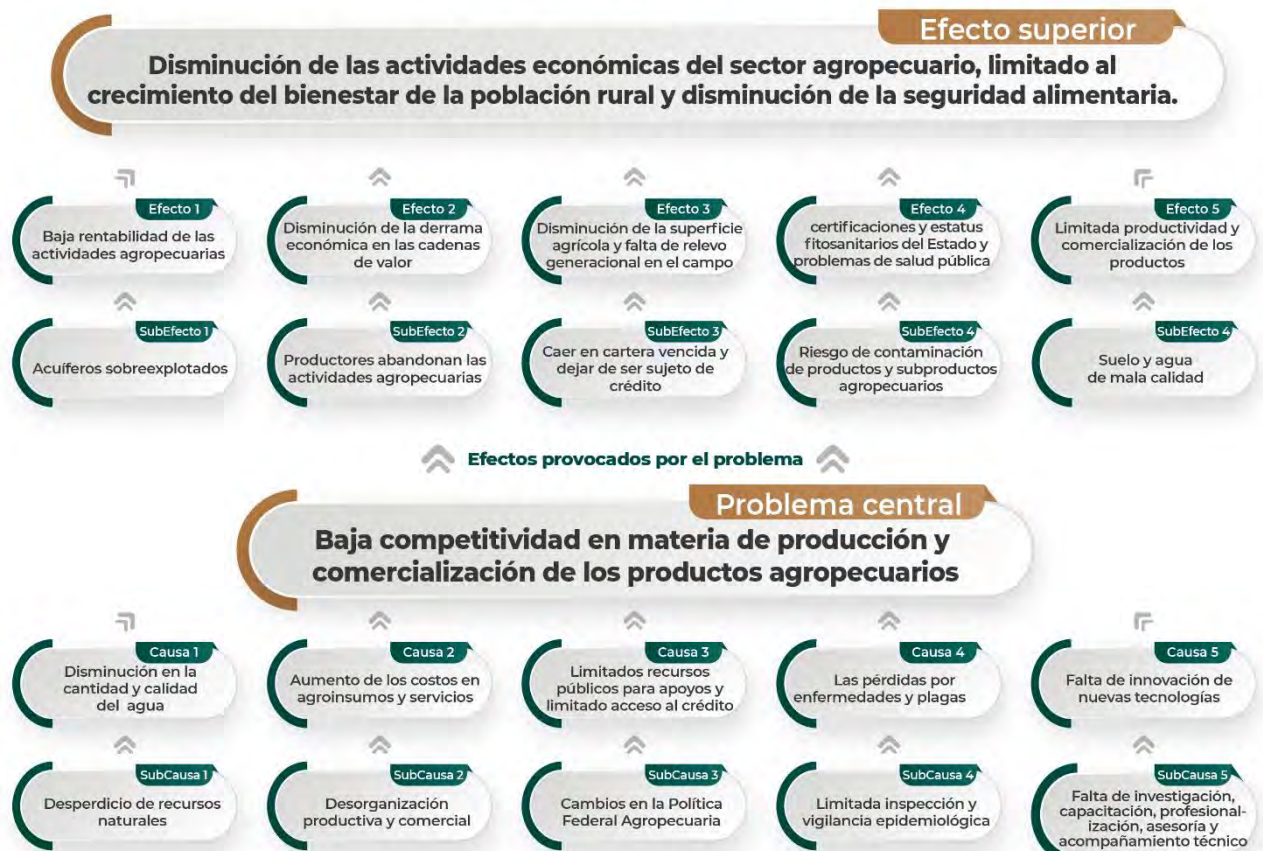 Efecto superior
Disminución de las actividades económicas del sector agropecuario, limitado al
crecimiento del bienestar de la población rural y disminución de la seguridad alimentaria.
Efecto 1
Baja rentabilidad de las
actividades agropecuarias
Efecto 2
Disminución de la derrama
económica en las cadenas
de valor
Efecto 3
Disminución de la superficie
agrícola y falta de relevo
generacional en el campo
Efecto 4
certificaciones y estatus
fitosanitarios del Estado y
problemas de salud pública
Efecto 5
Limitada productividad y
comercialización de los
productos
SubEfecto 1
Acuíferos sobreexplotados
SubEfecto 2
Productores abandonan las
actividades agropecuarias
SubEfecto 3
Caer en cartera vencida y
dejar de ser sujeto de
crédito
SubEfecto 4
Riesgo de contaminación
de productos y subproductos
agropecuarios
SubEfecto 4
Suelo y agua
de mala calidad
Efectos provocados por el problema
Problema central
Baja competitividad en materia de producción y
comercialización de los productos agropecuarios
Causa 1
Disminución en la
cantidad y calidad
del agua
Causa 2
Aumento de los costos en
agroinsumos y servicios
Causa 3
Limitados recursos
públicos para apoyos y
limitado acceso al crédito
Causa 4
Las pérdidas por
enfermedades y plagas
Causa 5
Falta de innovación de
nuevas tecnologías
SubCausa 1
Desperdicio de recursos
naturales
SubCausa 2
Desorganización
productiva y comercial
SubCausa 3
Cambios en la Política
Federal Agropecuaria
SubCausa 4
Limitada inspección y
vigilancia epidemiológica
SubCausa 5
Falta de investigación,
capacitación, profesional-
ización, asesoría y
acompañamiento técnico